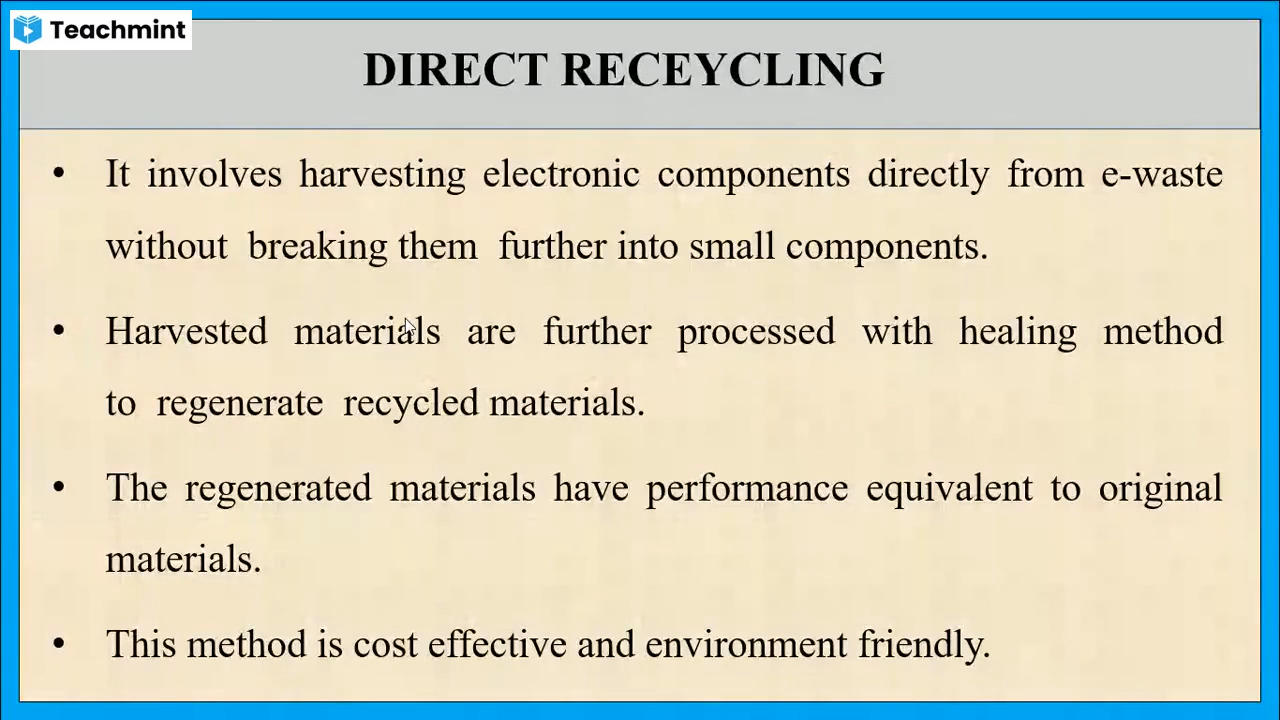 Teachmint
DIRECT RECEYCLING
• It involves harvesting electronic components directly from e-waste
without breaking them further into small components.
• Harvested materials are further processed with healing method
to regenerate recycled materials.
• The regenerated materials have performance equivalent to original
materials.
• This method is cost effective and environment friendly.